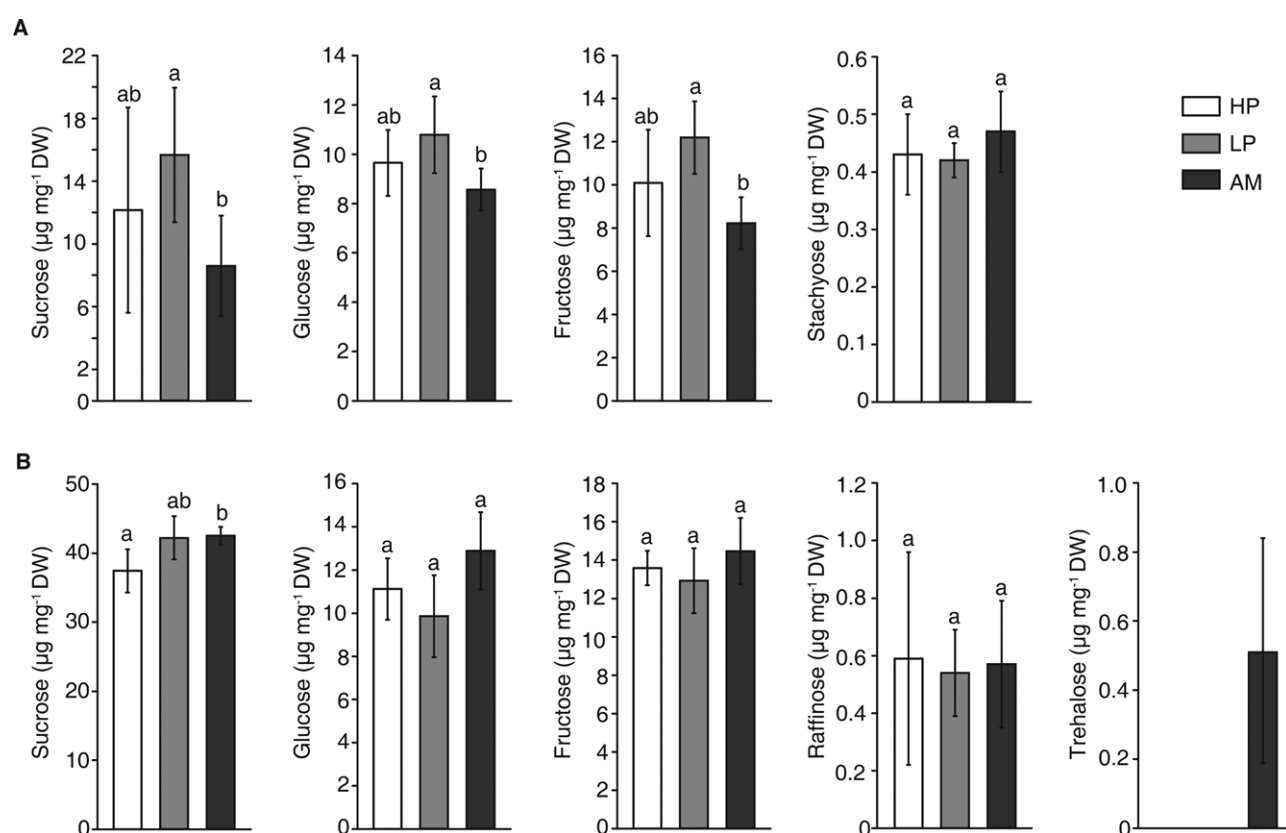 A
Sucrose (µg mg⁻¹ DW)
22
18
14
10
6
2
0
ab
a
b
Glucose (µg mg⁻¹ DW)
14
12
10
8
6
4
2
0
ab
a
b
Fructose (µg mg⁻¹ DW)
16
14
12
10
8
6
4
2
0
ab
a
b
Stachyose (µg mg⁻¹ DW)
0.6
0.5
0.4
0.3
0.2
0.1
0
a
a
a
HP
LP
AM
B
Sucrose (µg mg⁻¹ DW)
50
40
30
20
10
0
a
ab
b
Glucose (µg mg⁻¹ DW)
16
14
12
10
8
6
4
2
0
a
a
a
Fructose (µg mg⁻¹ DW)
18
16
14
12
10
8
6
4
2
0
a
a
a
Raffinose (µg mg⁻¹ DW)
1.2
1.0
0.8
0.6
0.4
0.2
0
a
a
a
Trehalose (µg mg⁻¹ DW)
1.0
0.8
0.6
0.4
0.2
0